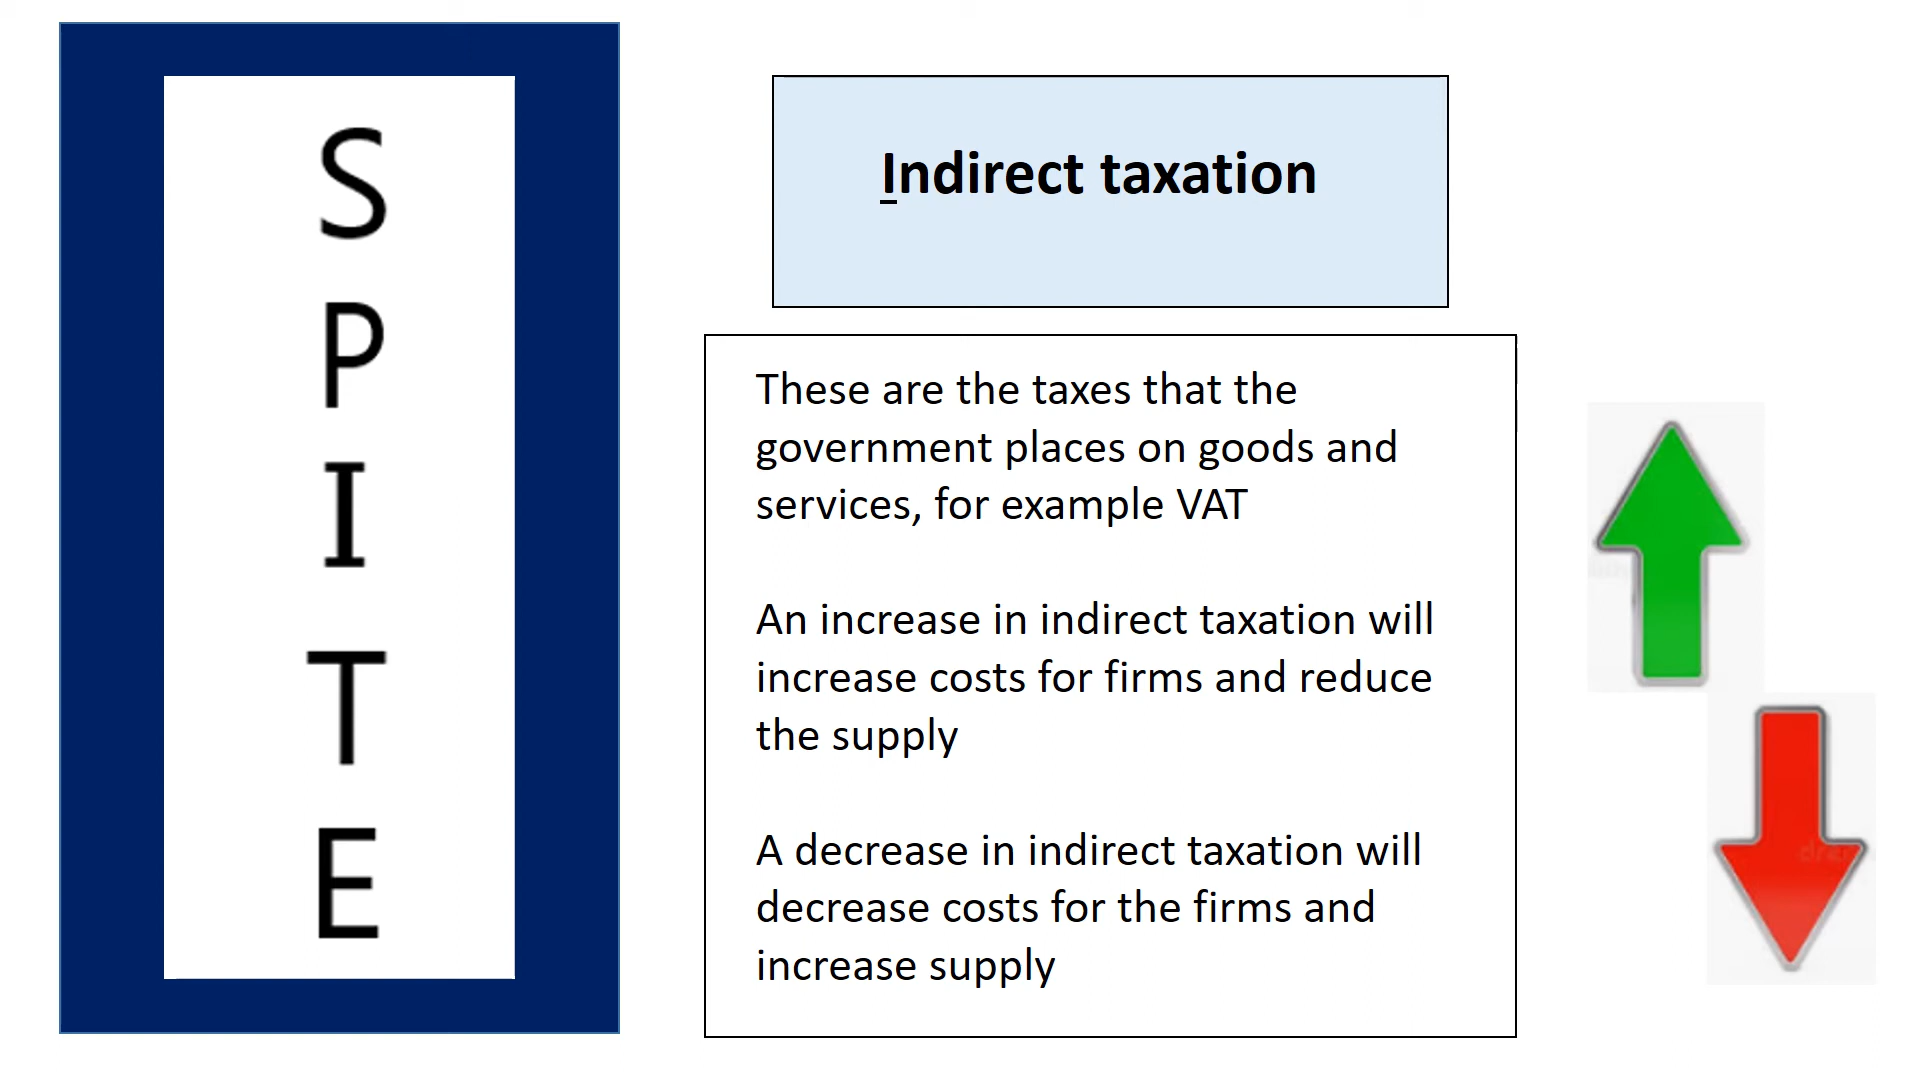 S
P
I
T
E
Indirect taxation
These are the taxes that the
government places on goods and
services, for example VAT
An increase in indirect taxation will
increase costs for firms and reduce
the supply
A decrease in indirect taxation will
decrease costs for the firms and
increase supply